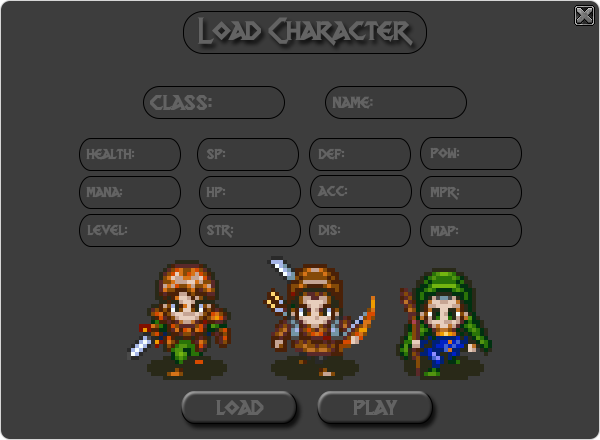 LOAD CHARACTER
CLASS: NAME:
HEALTH: SP: DEF: POW:
MANA: HP: ACC: MPR:
LEVEL: STR: DIS: MAP:
LOAD PLAY